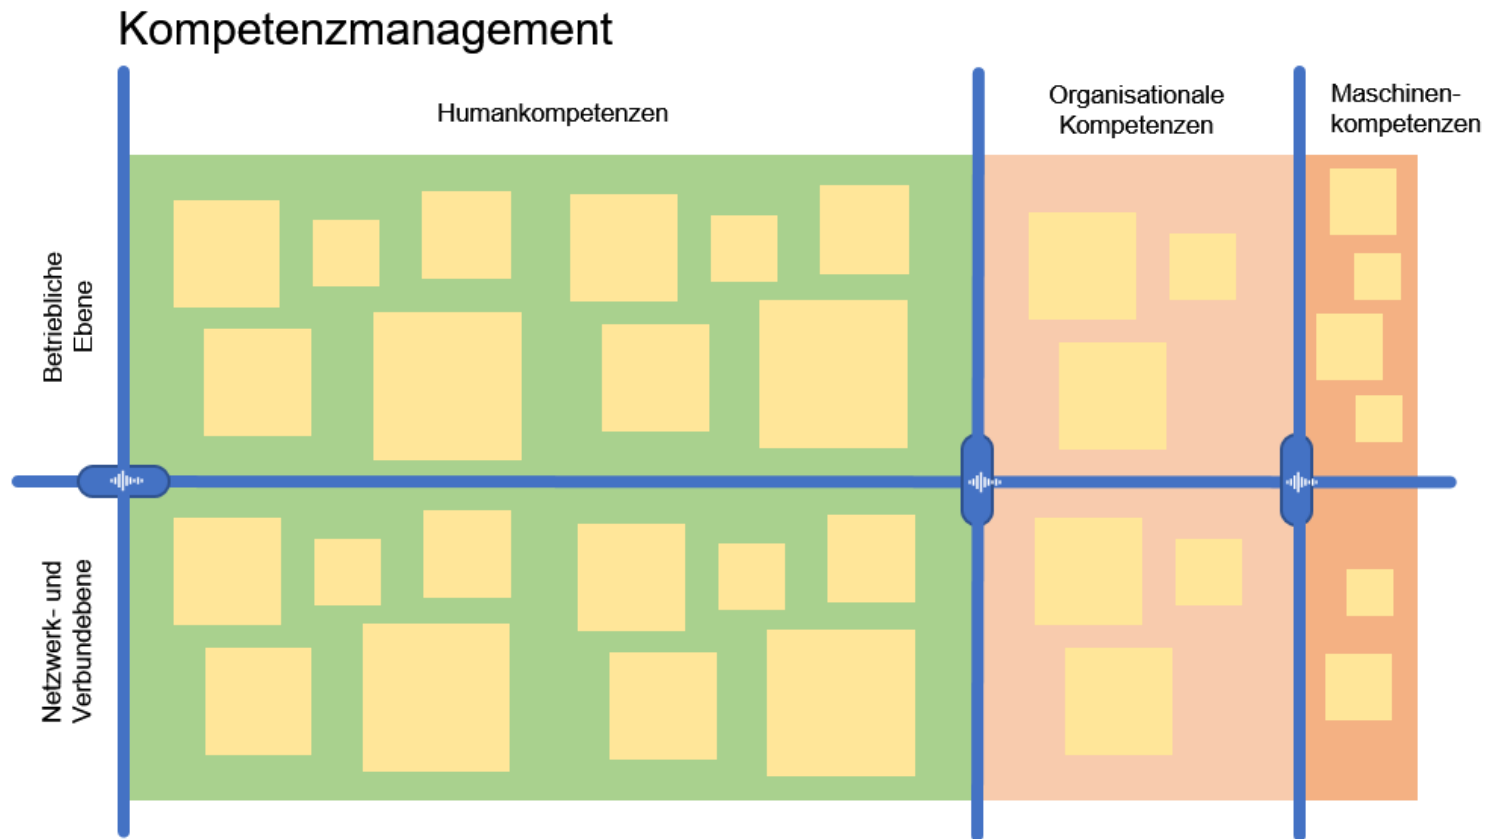 Kompetenzmanagement
Humankompetenzen
Organisationale
Kompetenzen
Maschinen-
kompetenzen
Betriebliche
Ebene
Netzwerk- und
Verbundebene